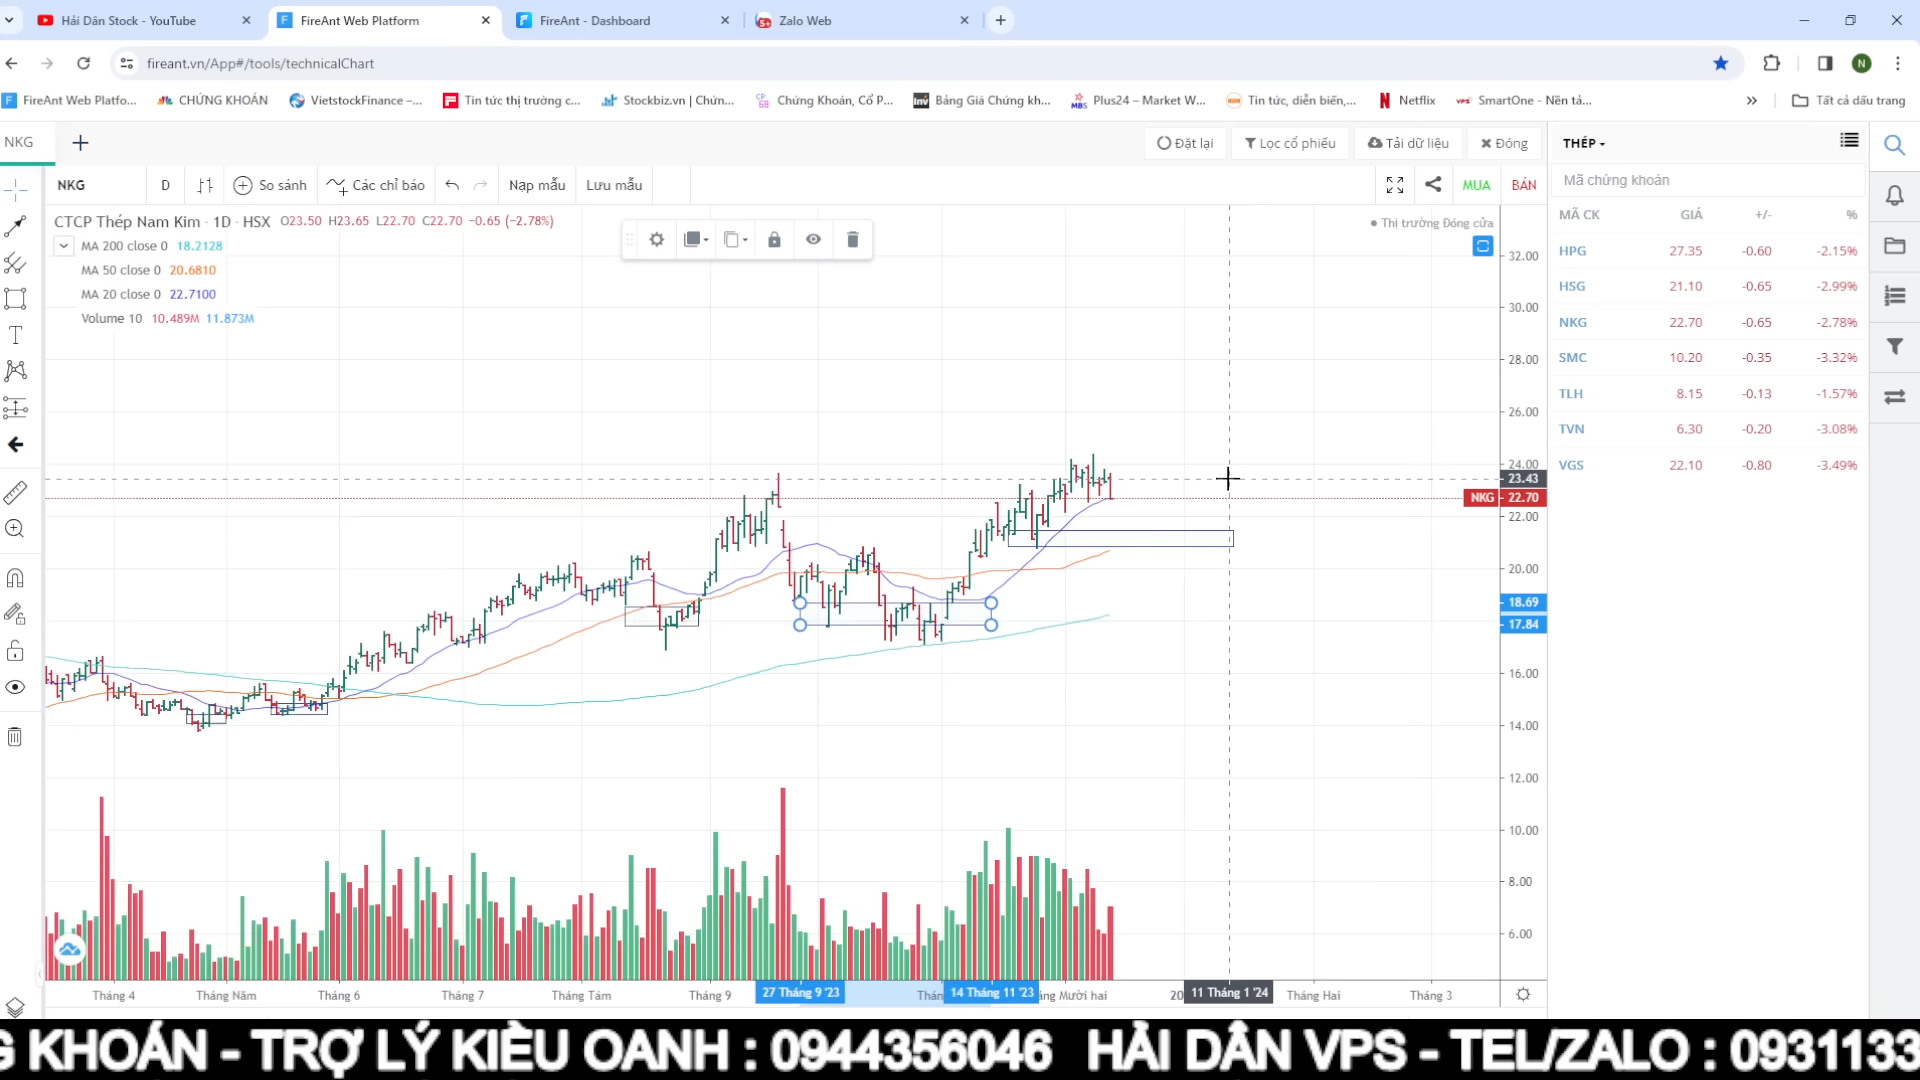 Hải Dân Stock - YouTube
FireAnt Web Platform
FireAnt - Dashboard
Zalo Web
fireant.vn/App#/tools/technicalChart
N
FireAnt Web Platfo...
CHỨNG KHOÁN
VietstockFinance –...
Tin tức thị trường c...
Stockbiz.vn | Chứn...
Chứng Khoán, Cổ P...
Bảng Giá Chứng kh...
Plus24 – Market W...
Tin tức, diễn biến,...
Netflix
SmartOne - Nền tả...
Tất cả dấu trang
NKG
Đặt lại
Lọc cổ phiếu
Tải dữ liệu
Đóng
THÉP
NKG
D
So sánh
Các chỉ báo
Nạp mẫu
Lưu mẫu
MUA
BÁN
Mã chứng khoán
CTCP Thép Nam Kim · 1D · HSX O23.50 H23.65 L22.70 C22.70 −0.65 (−2.78%)
Thị trường Đóng cửa
MA 200 close 0 18.2128
MA 50 close 0 20.6810
MA 20 close 0 22.7100
Volume 10 10.489M 11.873M
MÃ CK GIÁ +/- %
HPG 27.35 -0.60 -2.15%
HSG 21.10 -0.65 -2.99%
NKG 22.70 -0.65 -2.78%
SMC 10.20 -0.35 -3.32%
TLH 8.15 -0.13 -1.57%
TVN 6.30 -0.20 -3.08%
VGS 22.10 -0.80 -3.49%
32.00
30.00
28.00
26.00
24.00
23.43
NKG 22.70
22.00
20.00
18.69
17.84
16.00
14.00
12.00
10.00
8.00
6.00
Tháng 4
Tháng Năm
Tháng 6
Tháng 7
Tháng Tám
Tháng 9
27 Tháng 9 '23
14 Tháng 11 '23
Mười hai
11 Tháng 1 '24
Tháng Hai
Tháng 3
G KHOÁN - TRỢ LÝ KIỀU OANH : 0944356046 HẢI DÂN VPS - TEL/ZALO : 0931133